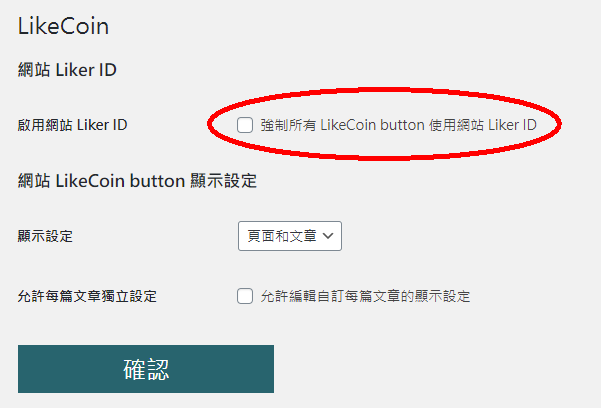 LikeCoin
網站 Liker ID
啟用網站 Liker ID
強制所有 LikeCoin button 使用網站 Liker ID
網站 LikeCoin button 顯示設定
顯示設定
頁面和文章
允許每篇文章獨立設定
允許編輯自訂每篇文章的顯示設定
確認